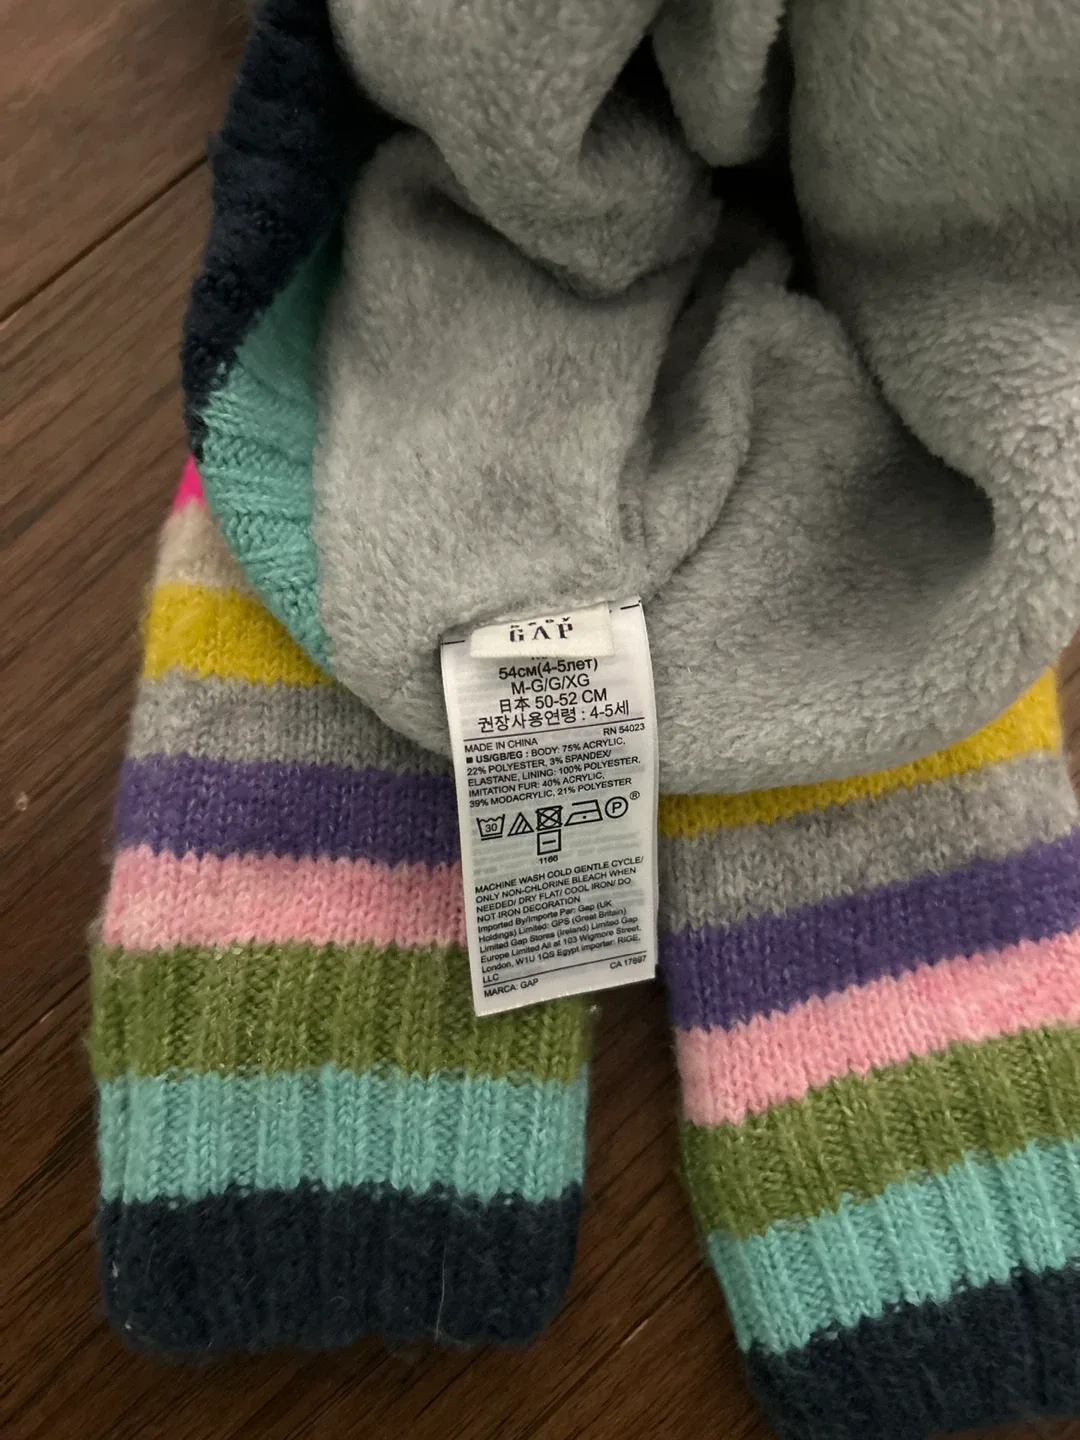 GAP
54см(4-5лет)
M-G/G/XG
日本 50-52 CM
권장사용연령 : 4-5세
MADE IN CHINA
RN 54023
■ US/GB/EG : BODY: 75% ACRYLIC,
22% POLYESTER, 3% SPANDEX/
ELASTANE, LINING: 100% POLYESTER,
IMITATION FUR: 40% ACRYLIC,
39% MODACRYLIC, 21% POLYESTER
30
P®
1166
MACHINE WASH COLD GENTLE CYCLE/
ONLY NON-CHLORINE BLEACH WHEN
NEEDED/ DRY FLAT/ COOL IRON/ DO
NOT IRON DECORATION
Imported By/Importe Par: Gap (UK
Holdings) Limited: GPS (Great Britain)
Limited Gap Stores (Ireland) Limited Gap
Europe Limited All at 103 Wigmore Street,
London, W1U 1QS Egypt importer: RIGE,
LLC
CA 17897
MARCA: GAP